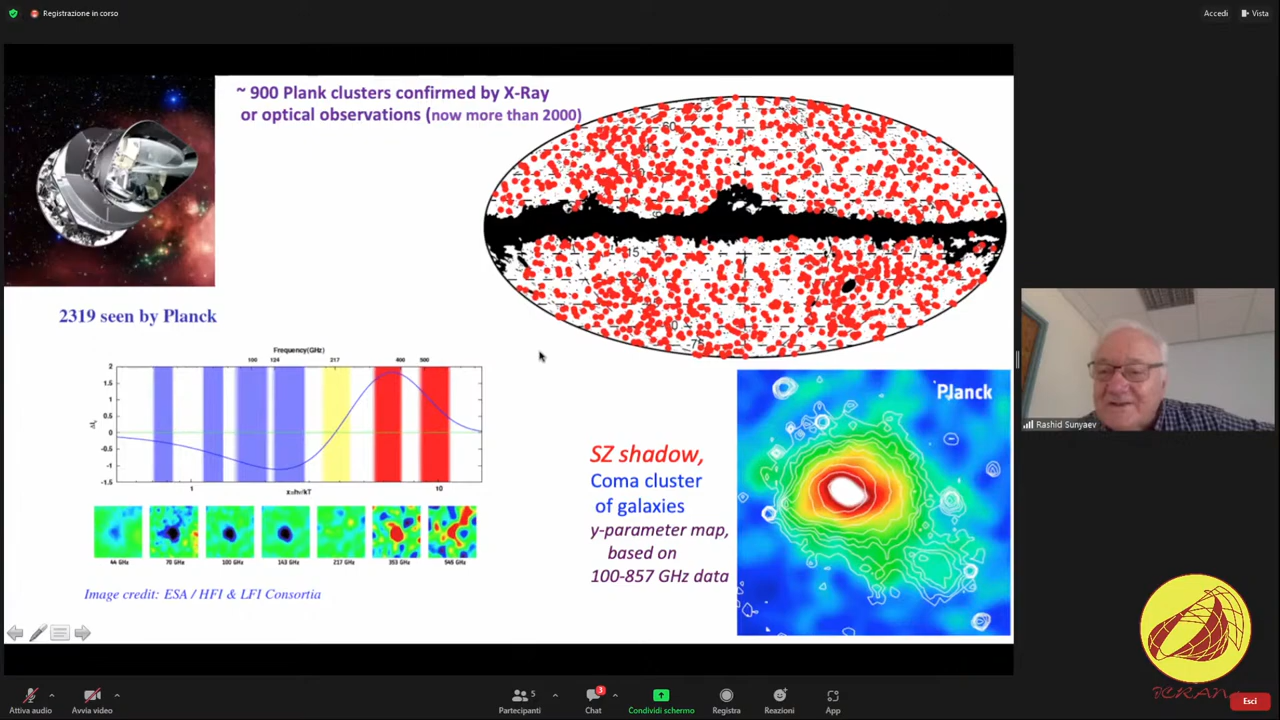 Registrazione in corso
Accedi
Vista
~ 900 Plank clusters confirmed by X-Ray
or optical observations (now more than 2000)
2319 seen by Planck
Frequency(GHz)
100 124 217 400 500
2
1.5
1
0.5
0
-0.5
-1
-1.5
1 10
x=hν/kT
44 GHz 70 GHz 100 GHz 143 GHz 217 GHz 353 GHz 545 GHz
Image credit: ESA / HFI & LFI Consortia
SZ shadow,
Coma cluster
of galaxies
y-parameter map,
based on
100-857 GHz data
Planck
Rashid Sunyaev
ICRANet
Attiva audio
Avvia video
5
Partecipanti
3
Chat
Condividi schermo
Registra
Reazioni
App
Esci